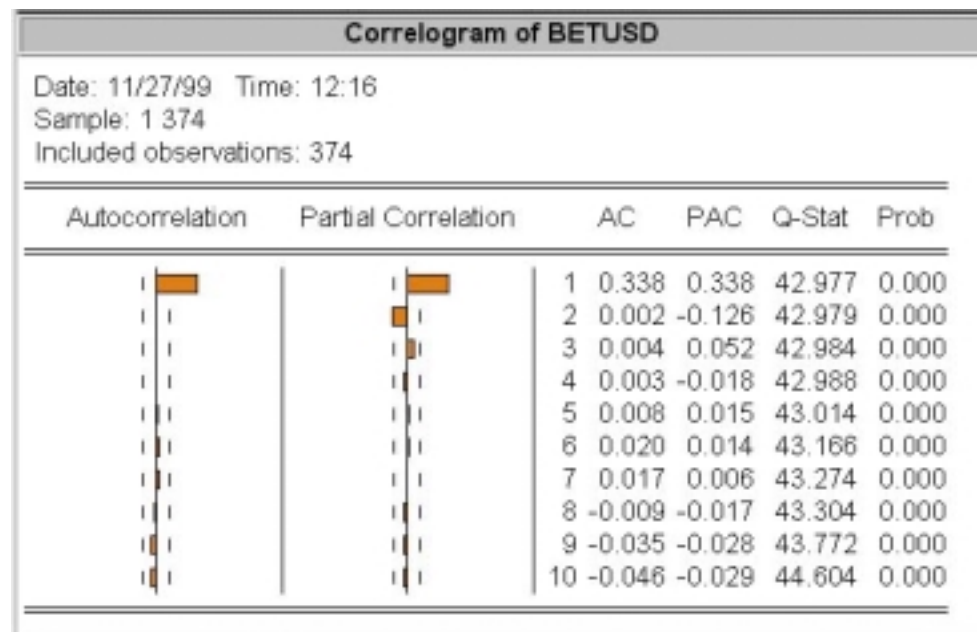 Correlogram of BETUSD
Date: 11/27/99 Time: 12:16
Sample: 1 374
Included observations: 374
Autocorrelation Partial Correlation AC PAC Q-Stat Prob
1 0.338 0.338 42.977 0.000
2 0.002 -0.126 42.979 0.000
3 0.004 0.052 42.984 0.000
4 0.003 -0.018 42.988 0.000
5 0.008 0.015 43.014 0.000
6 0.020 0.014 43.166 0.000
7 0.017 0.006 43.274 0.000
8 -0.009 -0.017 43.304 0.000
9 -0.035 -0.028 43.772 0.000
10 -0.046 -0.029 44.604 0.000